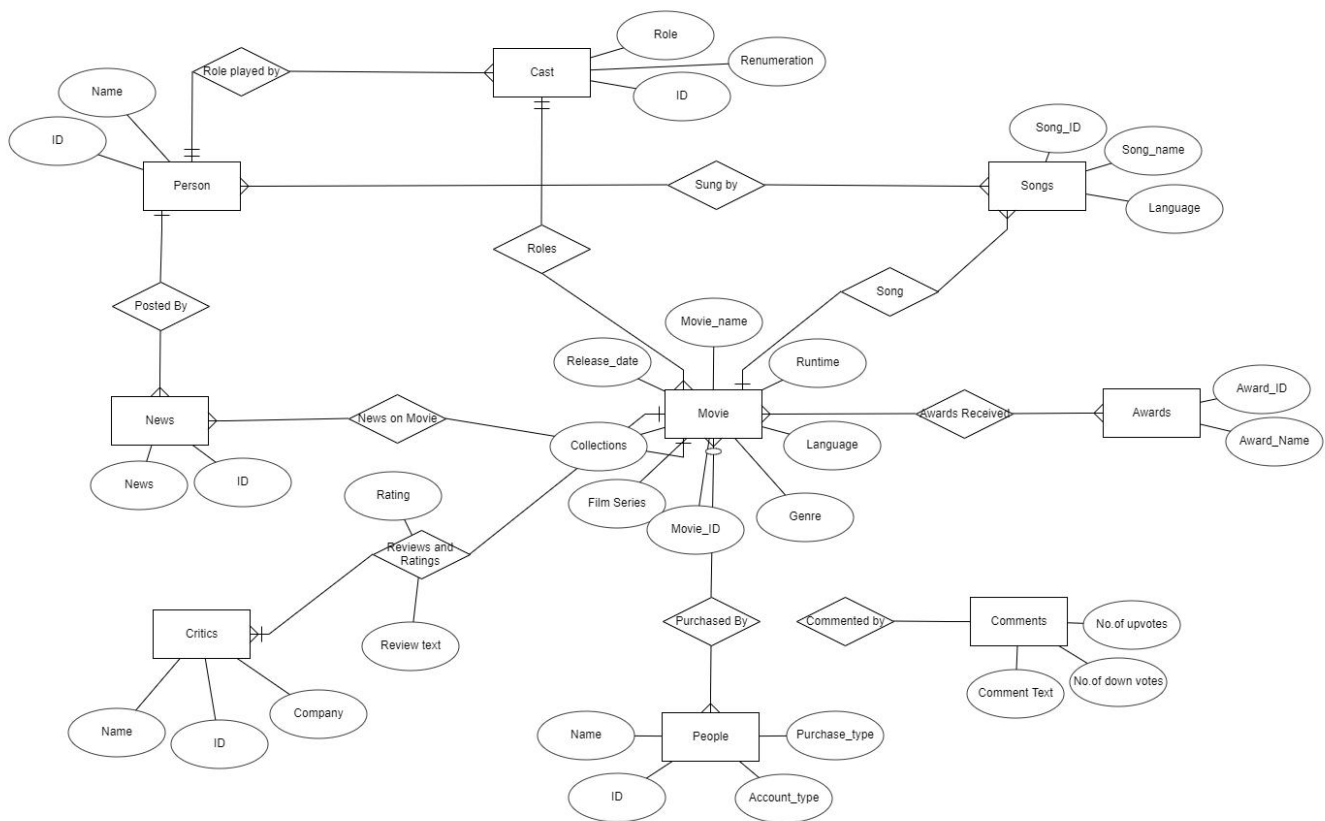 Role
Role played by
Cast
Renumeration
Name
ID
ID
Song_ID
Song_name
Person
Sung by
Songs
Language
Roles
Posted By
Song
Movie_name
Release_date
Runtime
Award_ID
News
News on Movie
Movie
Awards Received
Awards
Collections
Language
Award_Name
News
ID
Rating
Film Series
Movie_ID
Genre
Reviews and
Ratings
Critics
Purchased By
Commented by
Comments
No.of upvotes
Review text
No.of down votes
Comment Text
Company
Name
ID
Name
People
Purchase_type
ID
Account_type